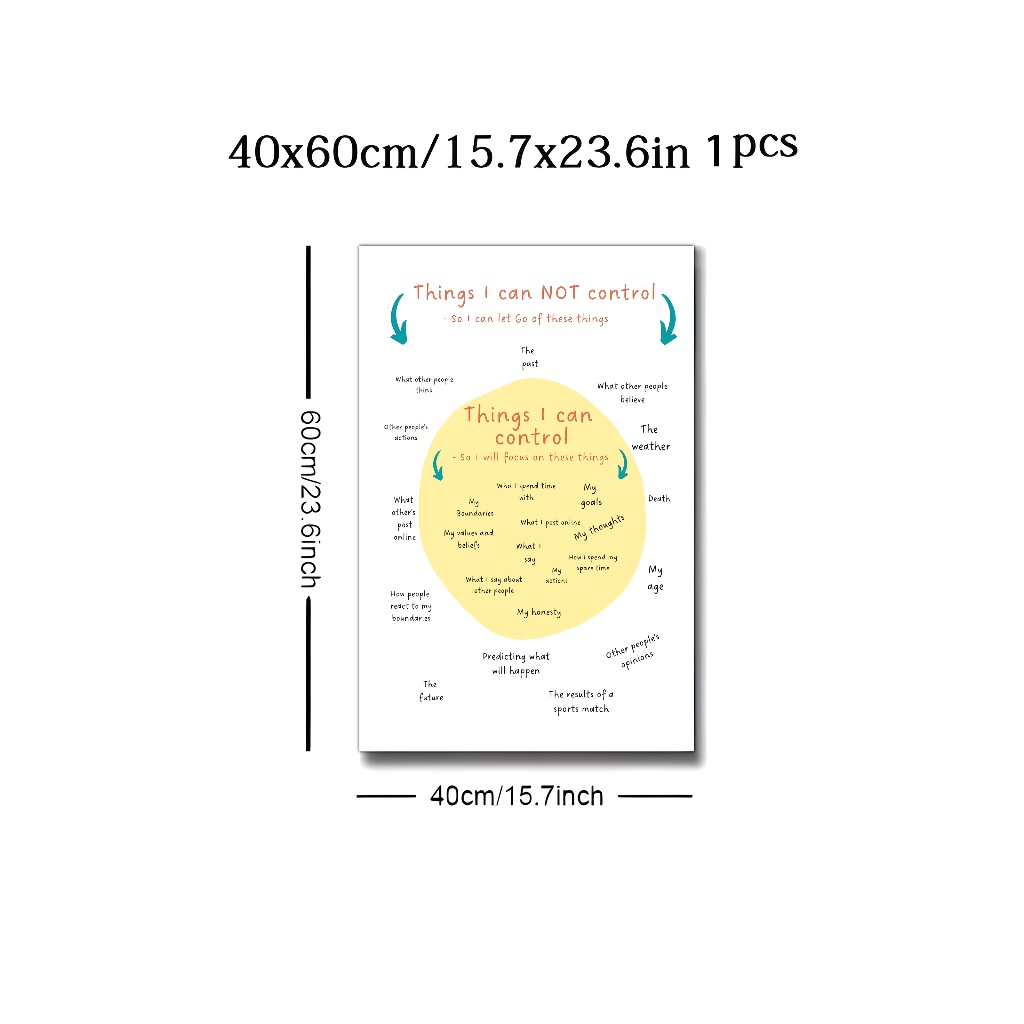 40x60cm/15.7x23.6in 1pcs
Things I can NOT control
- So I can let Go of these things
The
past
What other people
think
What other people
believe
Other people's
actions
The
weather
Things I can
control
- So I will focus on these things
Who I spend time
with
My
goals
My
Boundaries
What I post online
My thoughts
My values and
beliefs
What I
say
How I spend my
spare time
My
actions
What I say about
other people
My honesty
What
other's
post
online
Death
My
age
How people
react to my
boundaries
Other people's
opinions
Predicting what
will happen
The
future
The results of a
sports match
60cm/23.6inch
40cm/15.7inch